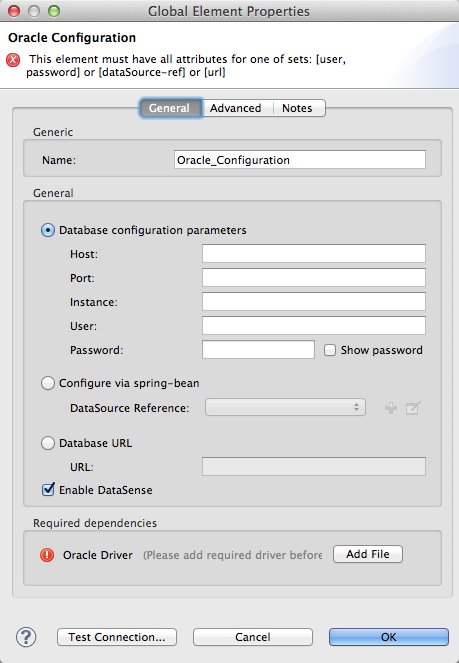 Global Element Properties
Oracle Configuration
This element must have all attributes for one of sets: [user,
password] or [dataSource-ref] or [url]
General Advanced Notes
Generic
Name: Oracle_Configuration
General
Database configuration parameters
Host:
Port:
Instance:
User:
Password: Show password
Configure via spring-bean
DataSource Reference:
Database URL
URL:
Enable DataSense
Required dependencies
Oracle Driver (Please add required driver before Add File
? Test Connection... Cancel OK